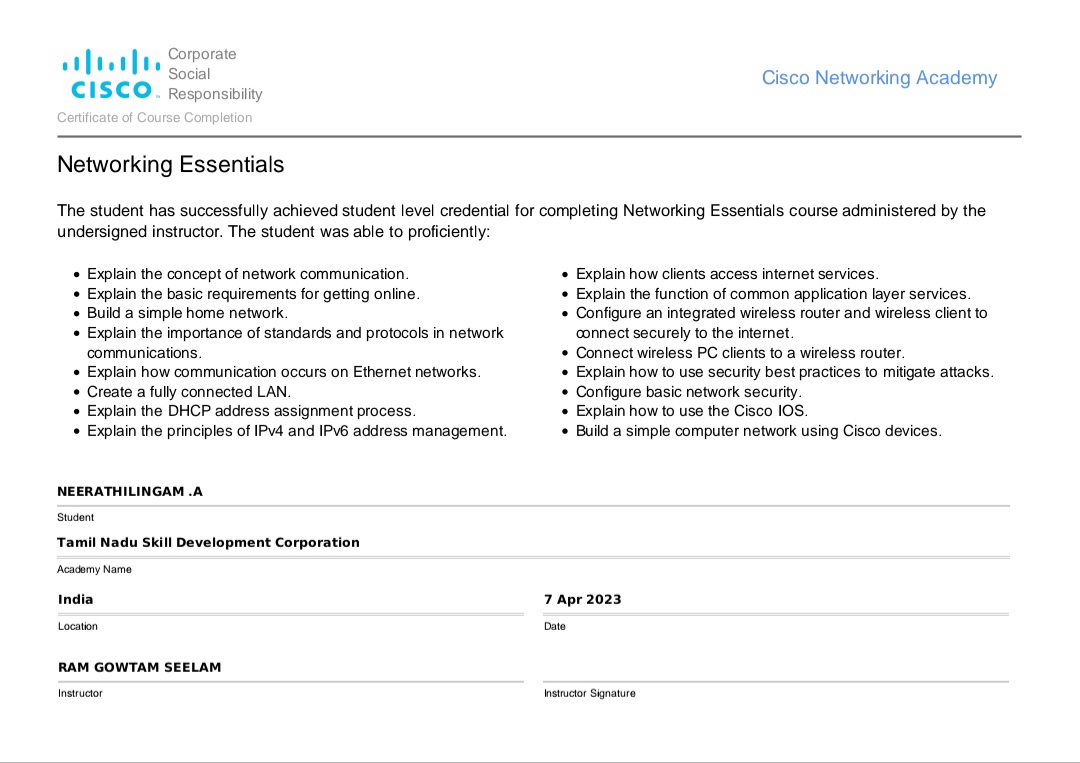 Corporate
Social
Responsibility
CISCO
Cisco Networking Academy
Certificate of Course Completion
Networking Essentials
The student has successfully achieved student level credential for completing Networking Essentials course administered by the
undersigned instructor. The student was able to proficiently:
• Explain the concept of network communication.
• Explain the basic requirements for getting online.
• Build a simple home network.
• Explain the importance of standards and protocols in network
communications.
• Explain how communication occurs on Ethernet networks.
• Create a fully connected LAN.
• Explain the DHCP address assignment process.
• Explain the principles of IPv4 and IPv6 address management.
• Explain how clients access internet services.
• Explain the function of common application layer services.
• Configure an integrated wireless router and wireless client to
connect securely to the internet.
• Connect wireless PC clients to a wireless router.
• Explain how to use security best practices to mitigate attacks.
• Configure basic network security.
• Explain how to use the Cisco IOS.
• Build a simple computer network using Cisco devices.
NEERATHILINGAM .A
Student
Tamil Nadu Skill Development Corporation
Academy Name
India
Location
7 Apr 2023
Date
RAM GOWTAM SEELAM
Instructor
Instructor Signature